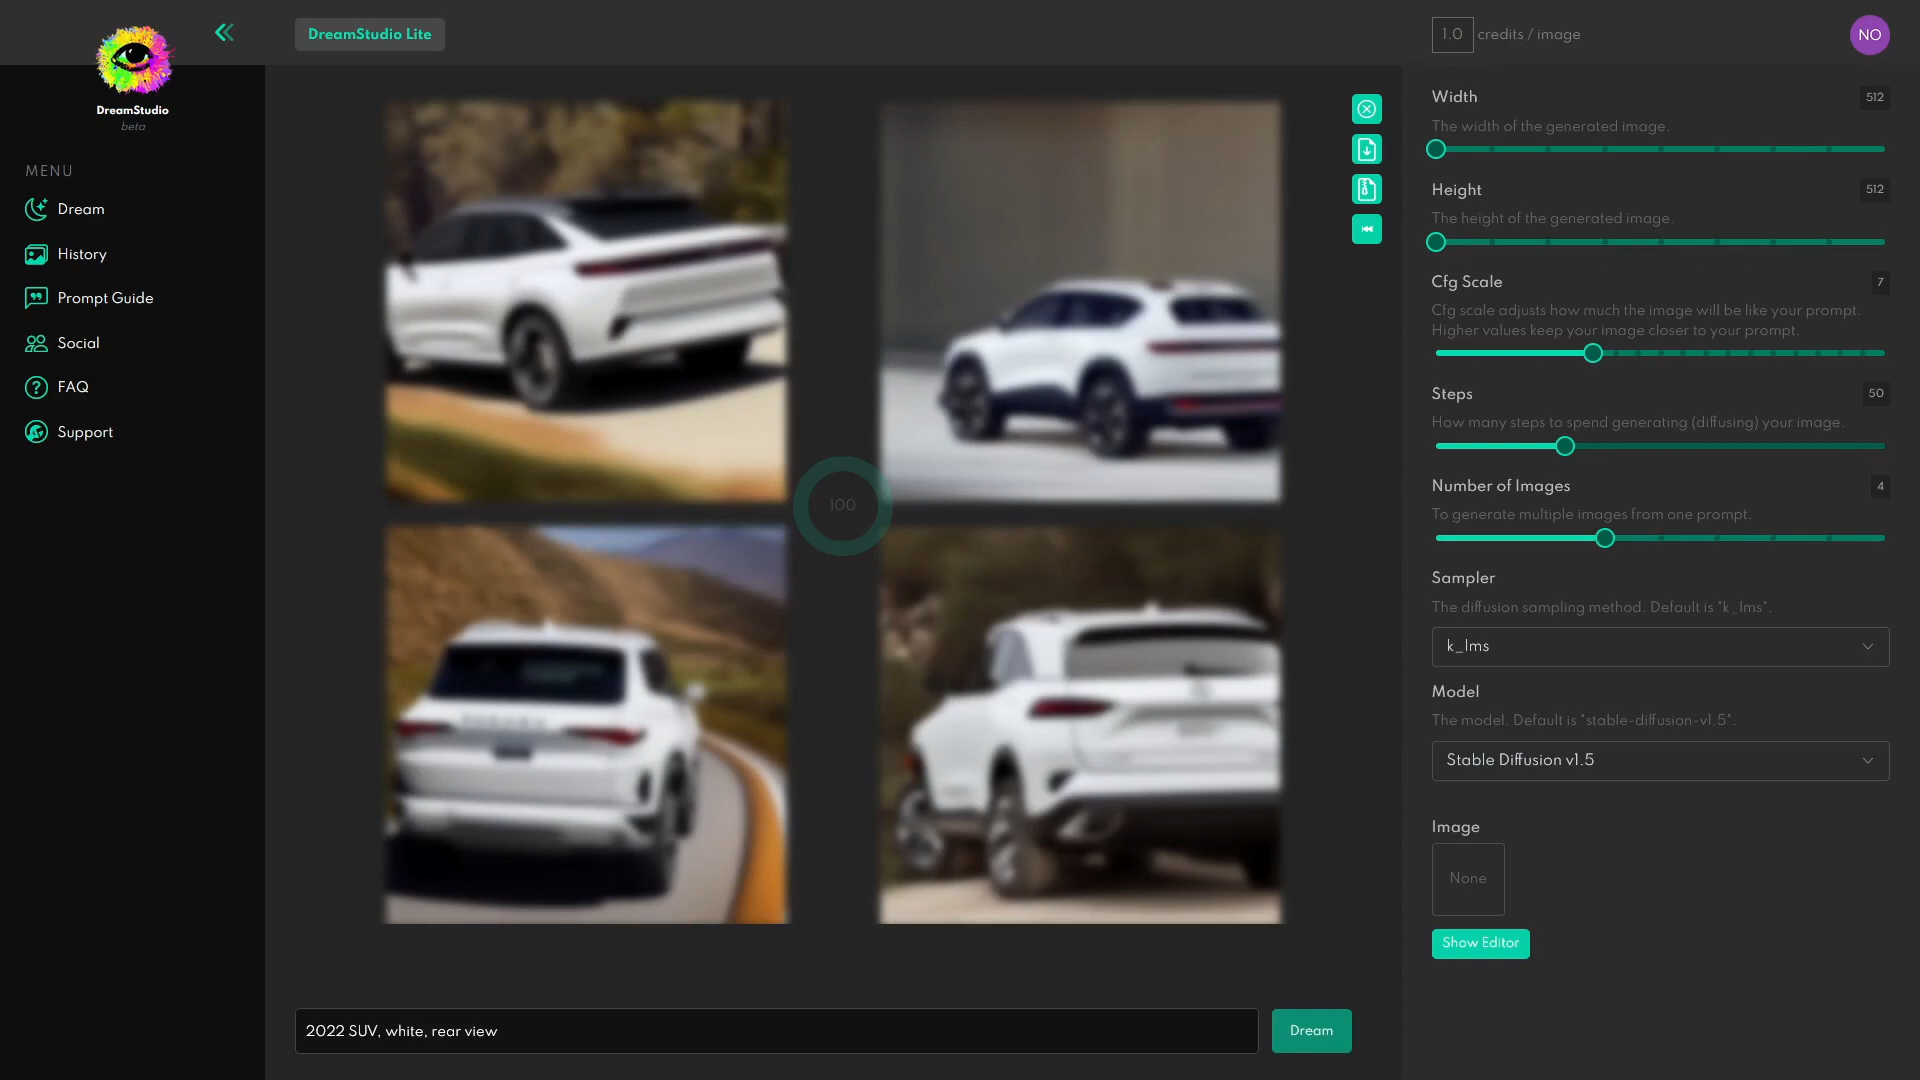 DreamStudio
beta
MENU
Dream
History
Prompt Guide
Social
FAQ
Support
DreamStudio Lite
100
2022 SUV, white, rear view
Dream
1.0 credits / image
NO
Width 512
The width of the generated image.
Height 512
The height of the generated image.
Cfg Scale 7
Cfg scale adjusts how much the image will be like your prompt.
Higher values keep your image closer to your prompt.
Steps 50
How many steps to spend generating (diffusing) your image.
Number of Images 4
To generate multiple images from one prompt.
Sampler
The diffusion sampling method. Default is "k_lms".
k_lms
Model
The model. Default is "stable-diffusion-v1.5".
Stable Diffusion v1.5
Image
None
Show Editor